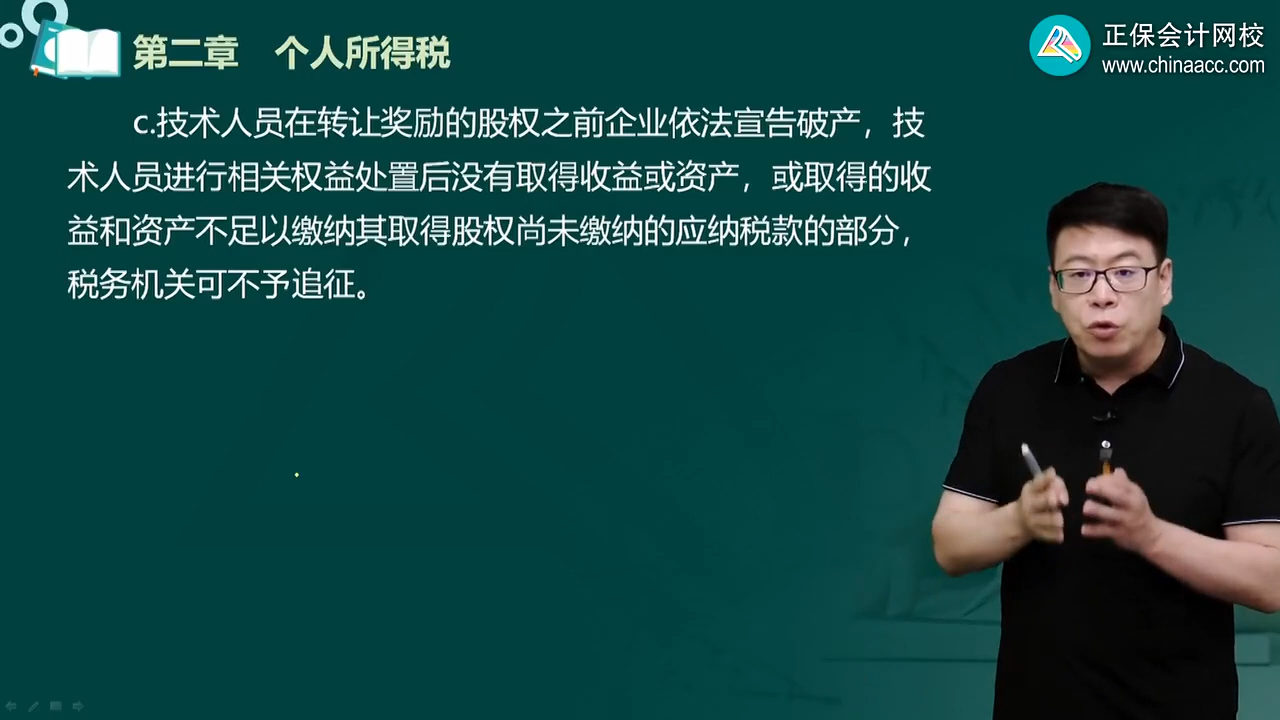 第二章 个人所得税
正保会计网校
www.chinaacc.com
c.技术人员在转让奖励的股权之前企业依法宣告破产，技
术人员进行相关权益处置后没有取得收益或资产，或取得的收
益和资产不足以缴纳其取得股权尚未缴纳的应纳税款的部分，
税务机关可不予追征。